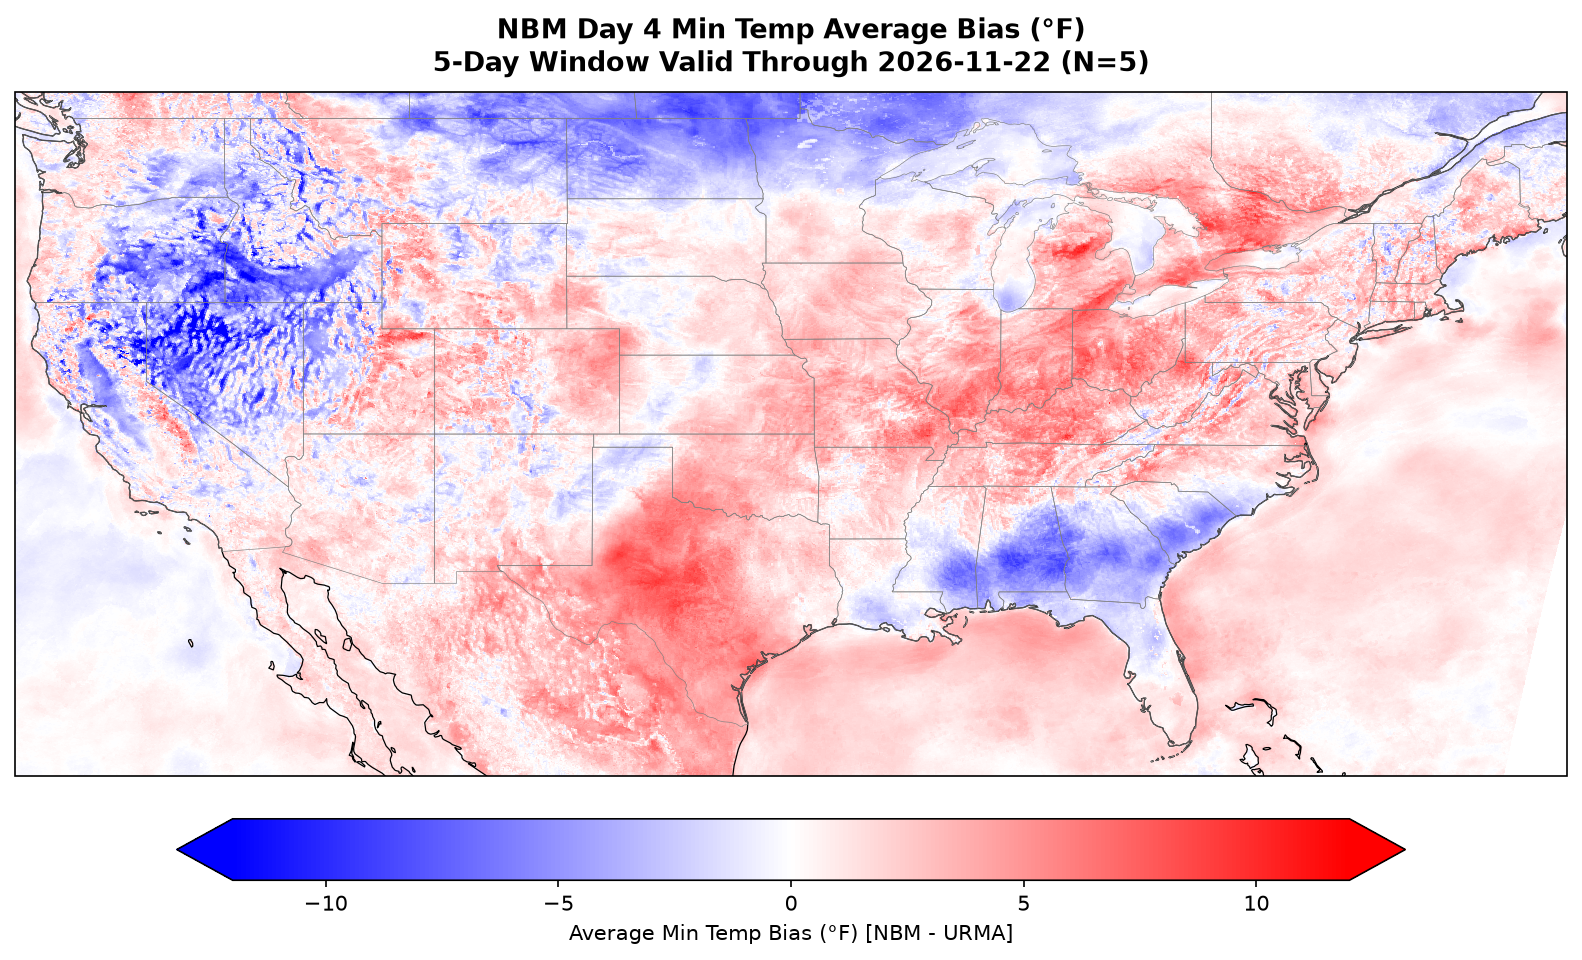 NBM Day 4 Min Temp Average Bias (°F)
5-Day Window Valid Through 2026-11-22 (N=5)
−10 −5 0 5 10
Average Min Temp Bias (°F) [NBM - URMA]